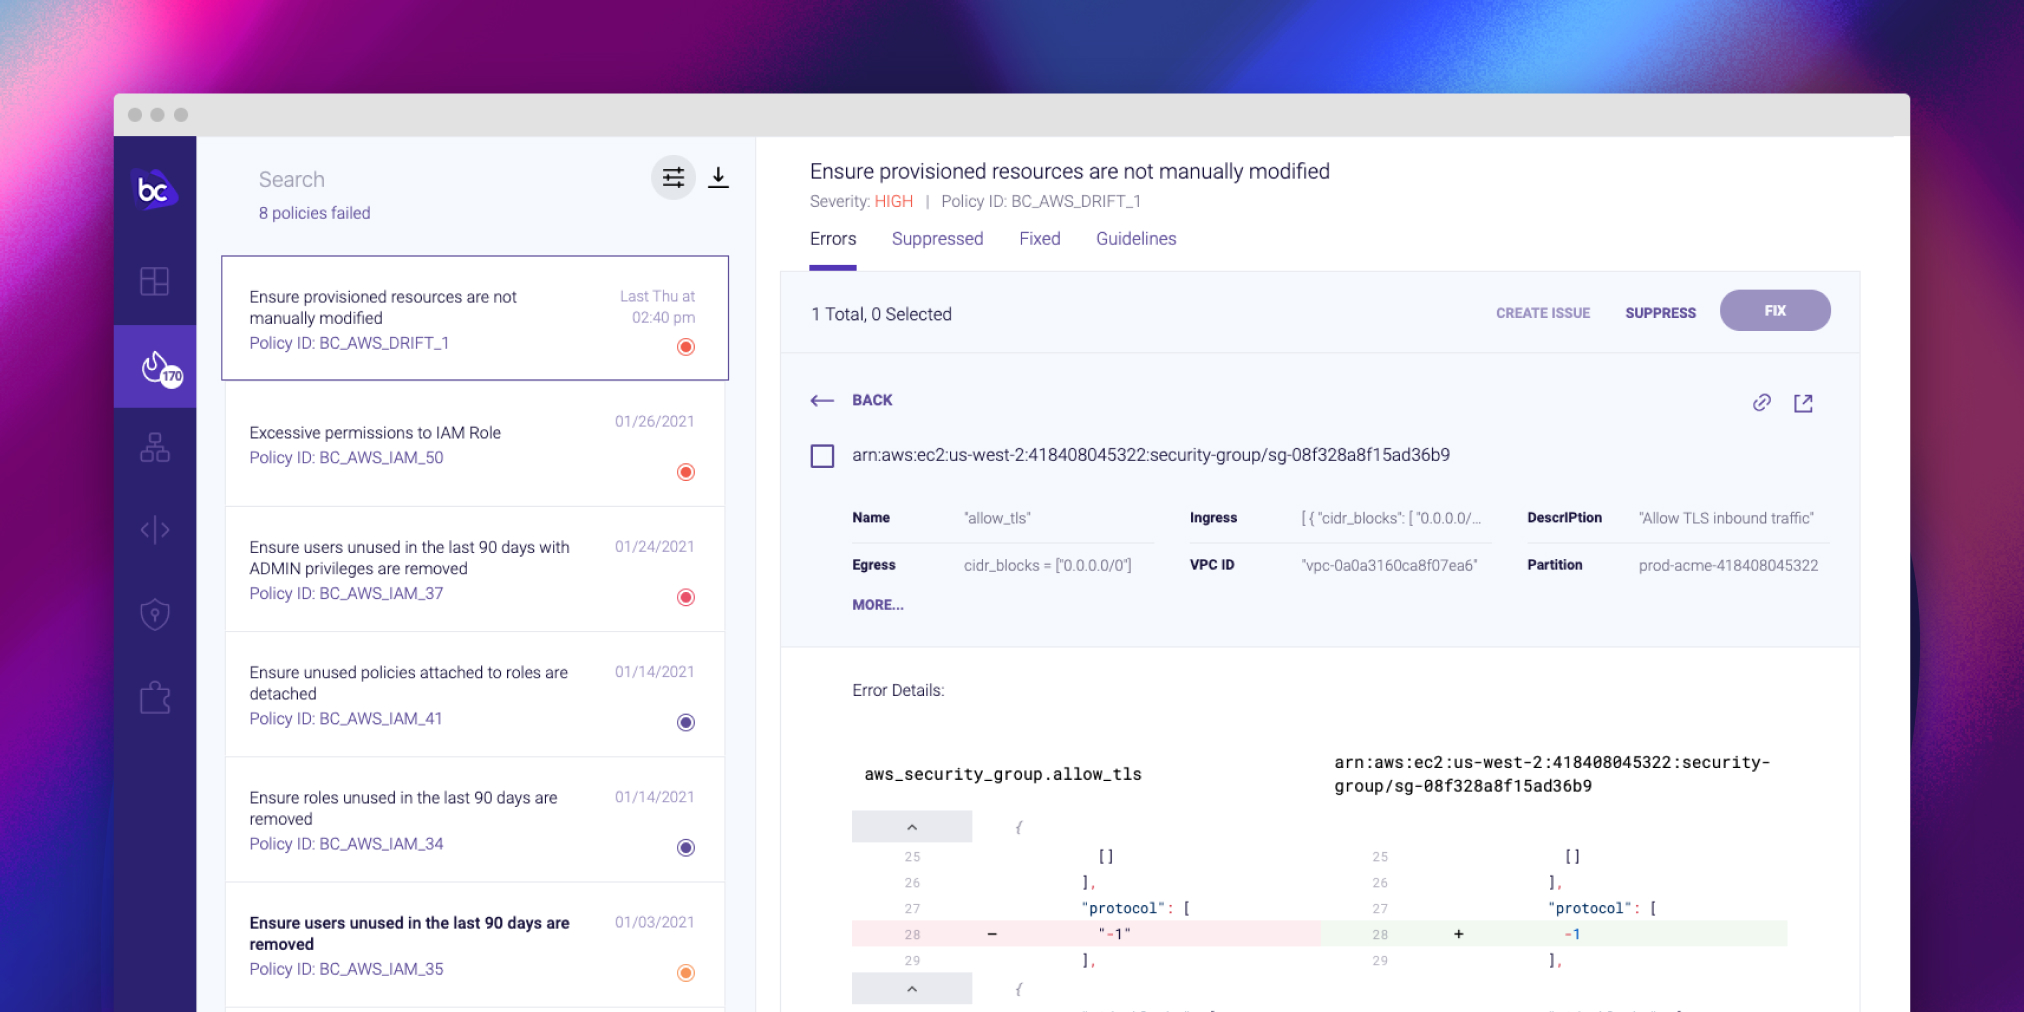 bc
170
Search
8 policies failed
Ensure provisioned resources are not
manually modified
Policy ID: BC_AWS_DRIFT_1
Last Thu at
02:40 pm
Excessive permissions to IAM Role
Policy ID: BC_AWS_IAM_50
01/26/2021
Ensure users unused in the last 90 days with
ADMIN privileges are removed
Policy ID: BC_AWS_IAM_37
01/24/2021
Ensure unused policies attached to roles are
detached
Policy ID: BC_AWS_IAM_41
01/14/2021
Ensure roles unused in the last 90 days are
removed
Policy ID: BC_AWS_IAM_34
01/14/2021
Ensure users unused in the last 90 days are
removed
Policy ID: BC_AWS_IAM_35
01/03/2021
Ensure provisioned resources are not manually modified
Severity: HIGH | Policy ID: BC_AWS_DRIFT_1
Errors Suppressed Fixed Guidelines
1 Total, 0 Selected
CREATE ISSUE SUPPRESS FIX
BACK
arn:aws:ec2:us-west-2:418408045322:security-group/sg-08f328a8f15ad36b9
Name "allow_tls" Ingress [ { "cidr_blocks": [ "0.0.0.0/... DescrIPtion "Allow TLS inbound traffic"
Egress cidr_blocks = ["0.0.0.0/0"] VPC ID "vpc-0a0a3160ca8f07ea6" Partition prod-acme-418408045322
MORE...
Error Details:
aws_security_group.allow_tls
arn:aws:ec2:us-west-2:418408045322:security-
group/sg-08f328a8f15ad36b9
{
25 [] 25 []
26 ], 26 ],
27 "protocol": [ 27 "protocol": [
28 − "-1" 28 + -1
29 ], 29 ],
{